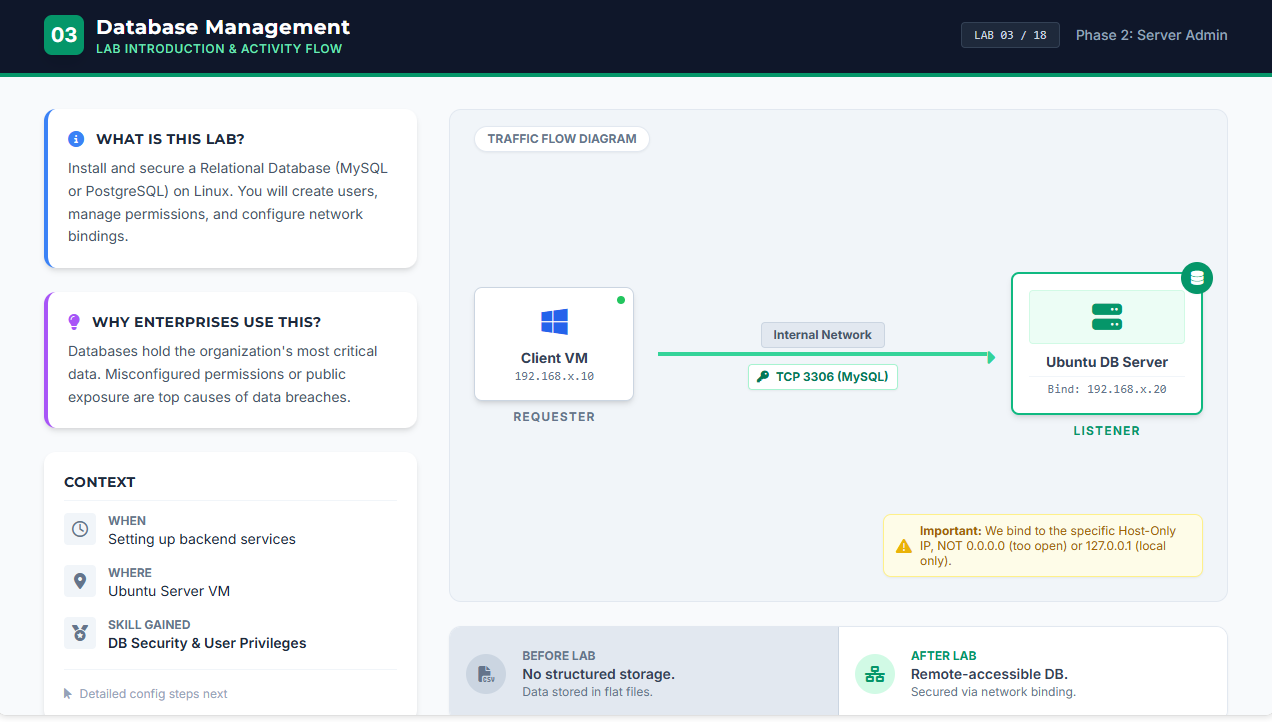 03
Database Management
LAB INTRODUCTION & ACTIVITY FLOW
LAB 03 / 18
Phase 2: Server Admin
WHAT IS THIS LAB?
Install and secure a Relational Database (MySQL
or PostgreSQL) on Linux. You will create users,
manage permissions, and configure network
bindings.
WHY ENTERPRISES USE THIS?
Databases hold the organization's most critical
data. Misconfigured permissions or public
exposure are top causes of data breaches.
CONTEXT
WHEN
Setting up backend services
WHERE
Ubuntu Server VM
SKILL GAINED
DB Security & User Privileges
Detailed config steps next
TRAFFIC FLOW DIAGRAM
Client VM
192.168.x.10
REQUESTER
Internal Network
TCP 3306 (MySQL)
Ubuntu DB Server
Bind: 192.168.x.20
LISTENER
Important: We bind to the specific Host-Only
IP, NOT 0.0.0.0 (too open) or 127.0.0.1 (local
only).
CSV
BEFORE LAB
No structured storage.
Data stored in flat files.
AFTER LAB
Remote-accessible DB.
Secured via network binding.